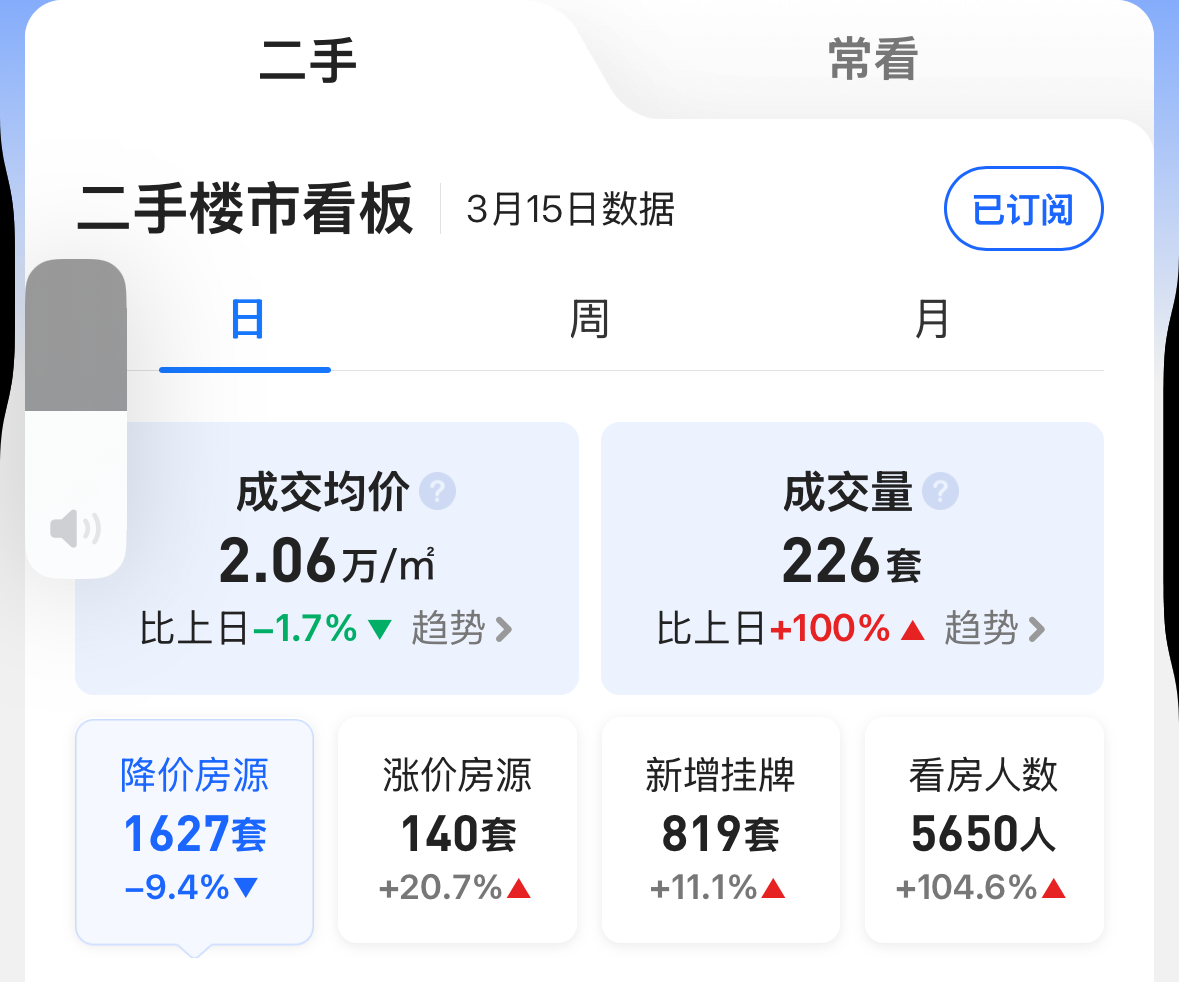 二手 常看
二手楼市看板 3月15日数据 已订阅
日 周 月
成交均价 ? 成交量 ?
2.06万/㎡ 226套
比上日-1.7%▼ 趋势> 比上日+100%▲ 趋势>
降价房源 涨价房源 新增挂牌 看房人数
1627套 140套 819套 5650人
-9.4%▼ +20.7%▲ +11.1%▲ +104.6%▲